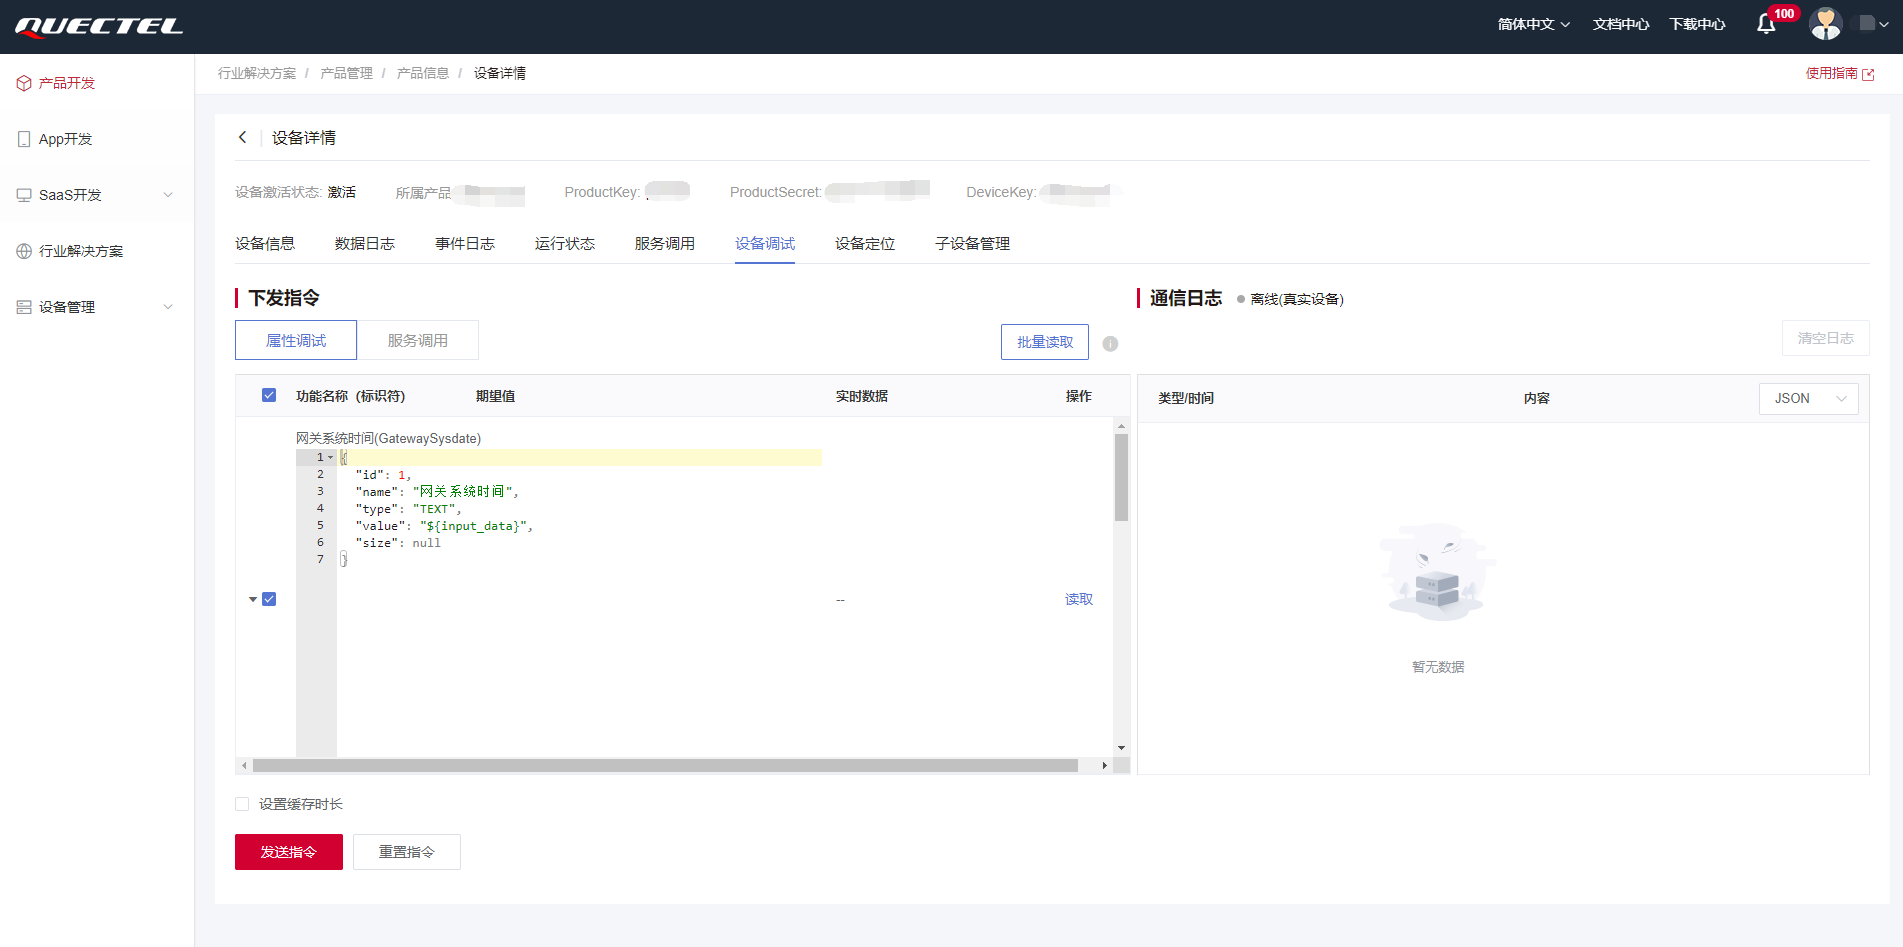 QUECTEL
简体中文 文档中心 下载中心 100
产品开发
App开发
SaaS开发
行业解决方案
设备管理
行业解决方案 / 产品管理 / 产品信息 / 设备详情
使用指南
设备详情
设备激活状态: 激活 所属产品 ProductKey: ProductSecret: DeviceKey:
设备信息 数据日志 事件日志 运行状态 服务调用 设备调试 设备定位 子设备管理
下发指令
属性调试 服务调用 批量读取
功能名称 (标识符) 期望值 实时数据 操作
网关系统时间(GatewaySysdate)
1 {
2 "id": 1,
3 "name": "网关系统时间",
4 "type": "TEXT",
5 "value": "${input_data}",
6 "size": null
7 }
-- 读取
设置缓存时长
发送指令 重置指令
通信日志 离线(真实设备)
清空日志
类型/时间 内容 JSON
暂无数据